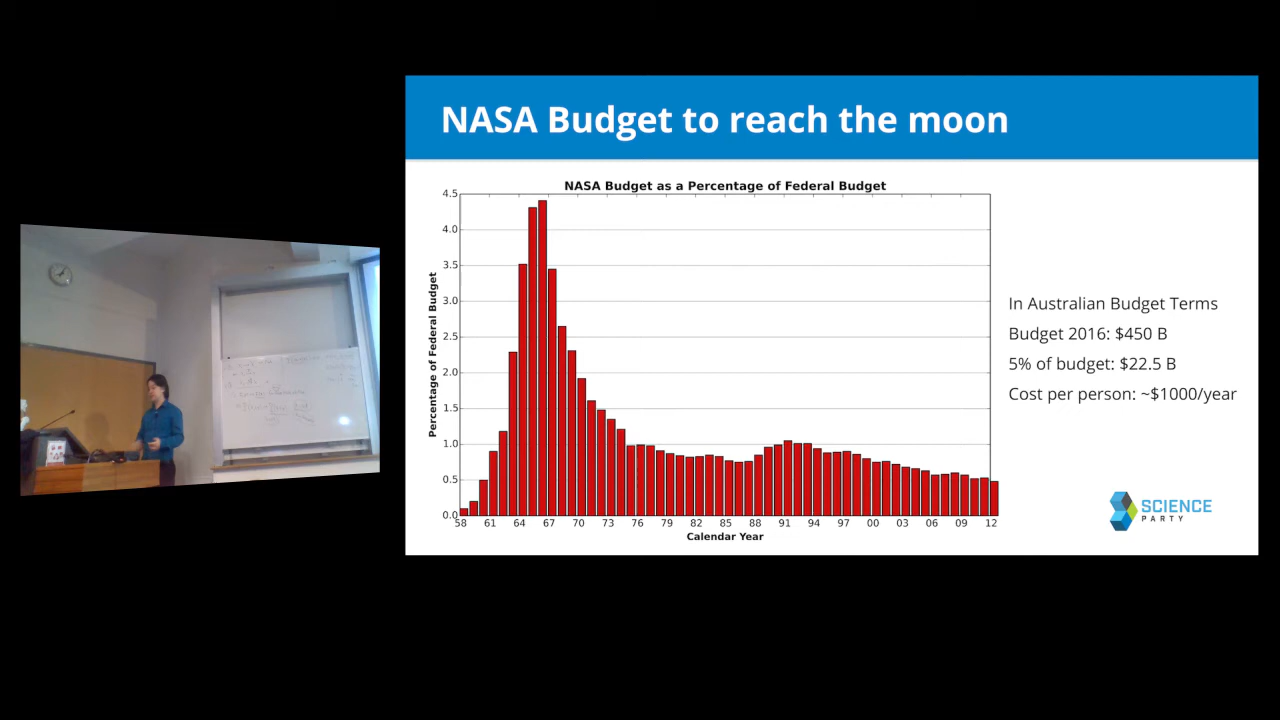 NASA Budget to reach the moon
NASA Budget as a Percentage of Federal Budget
4.5
4.0
3.5
3.0
2.5
2.0
1.5
1.0
0.5
0.0
Percentage of Federal Budget
58 61 64 67 70 73 76 79 82 85 88 91 94 97 00 03 06 09 12
Calendar Year
In Australian Budget Terms
Budget 2016: $450 B
5% of budget: $22.5 B
Cost per person: ~$1000/year
SCIENCE
PARTY